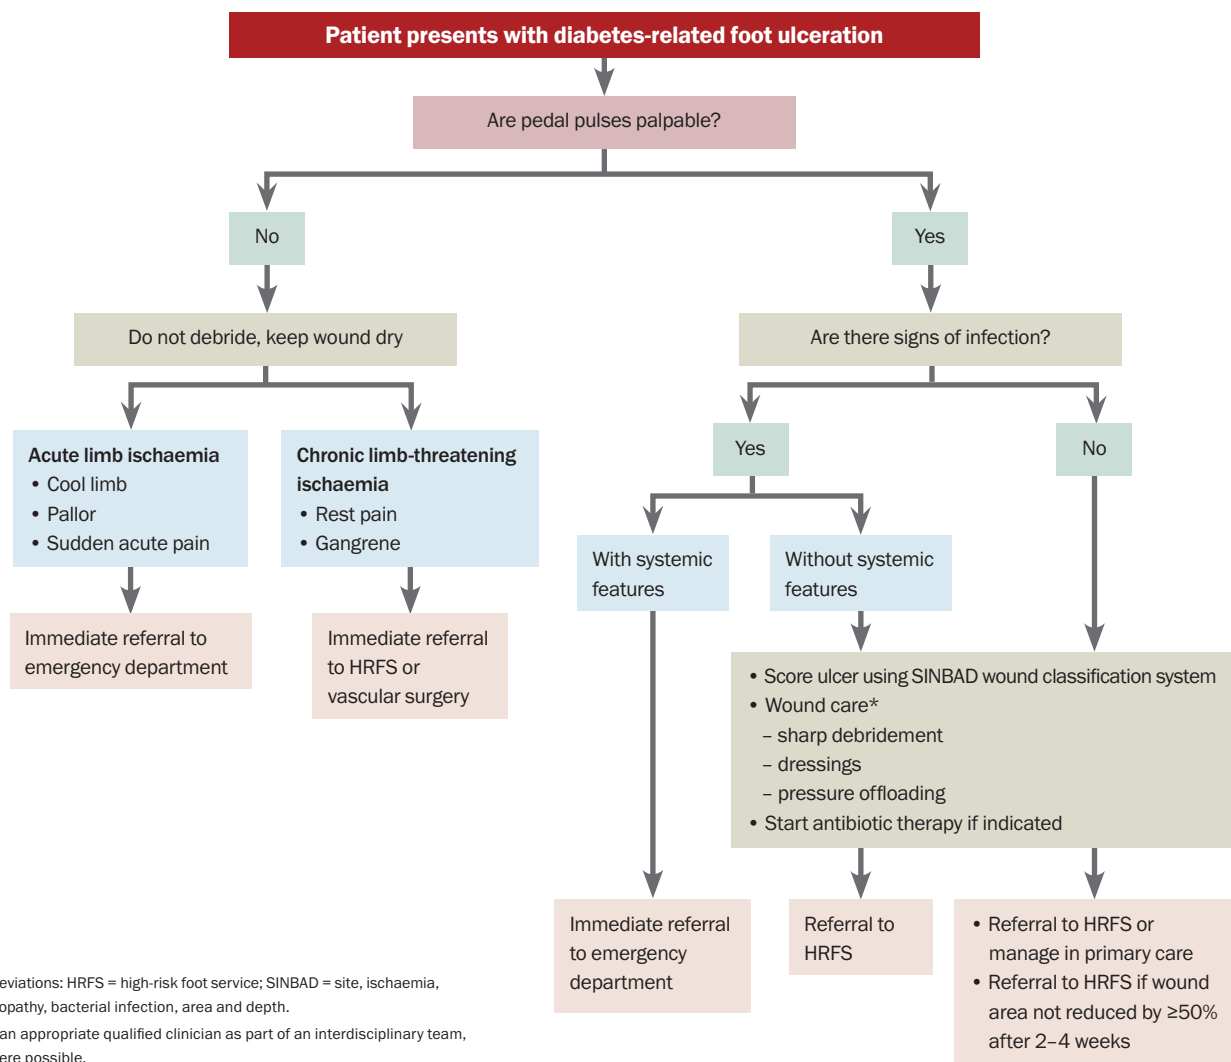 Patient presents with diabetes-related foot ulceration
Are pedal pulses palpable?
No
Yes
Do not debride, keep wound dry
Are there signs of infection?
Acute limb ischaemia
• Cool limb
• Pallor
• Sudden acute pain
Chronic limb-threatening
ischaemia
• Rest pain
• Gangrene
Yes
No
With systemic
features
Without systemic
features
Immediate referral to
emergency department
Immediate referral
to HRFS or
vascular surgery
• Score ulcer using SINBAD wound classification system
• Wound care*
– sharp debridement
– dressings
– pressure offloading
• Start antibiotic therapy if indicated
Immediate referral
to emergency
department
Referral to
HRFS
• Referral to HRFS or
manage in primary care
• Referral to HRFS if wound
area not reduced by ≥50%
after 2–4 weeks
eviations: HRFS = high-risk foot service; SINBAD = site, ischaemia,
opathy, bacterial infection, area and depth.
an appropriate qualified clinician as part of an interdisciplinary team,
ere possible.